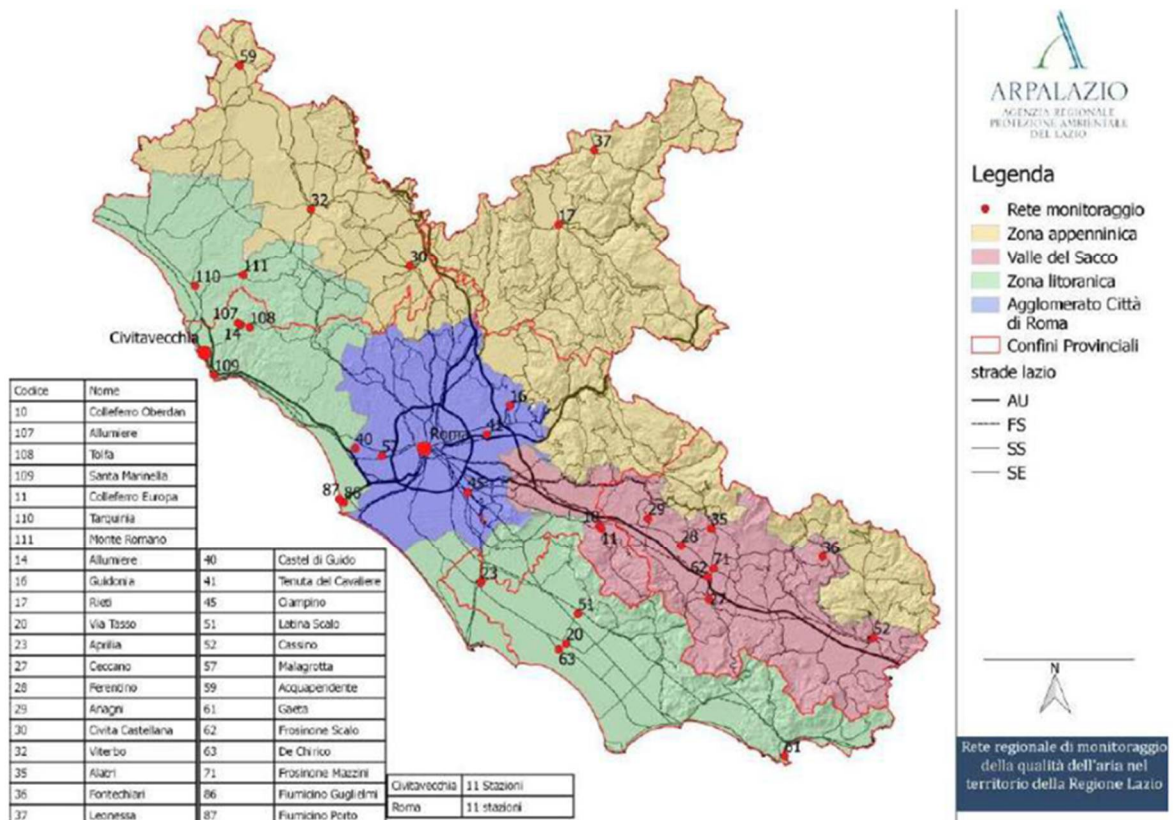 59
37
32
17
30
110
111
107
108
14
Civitavecchia
109
16
Roma
41
40
57
45
87
86
10
11
29
28
35
36
71
62
27
23
51
20
63
52
61
Codice Nome
10 Colleferro Oberdan
107 Allumiere
108 Tolfa
109 Santa Marinella
11 Colleferro Europa
110 Tarquinia
111 Monte Romano
14 Allumiere 40 Castel di Guido
16 Guidonia 41 Tenuta del Cavaliere
17 Rieti 45 Ciampino
20 Via Tasso 51 Latina Scalo
23 Aprilia 52 Cassino
27 Ceccano 57 Malagrotta
28 Ferentino 59 Acquapendente
29 Anagni 61 Gaeta
30 Civita Castellana 62 Frosinone Scalo
32 Viterbo 63 De Chirico
35 Alatri 71 Frosinone Mazzini
36 Fontechiari 86 Fiumicino Guglielmi
37 Leonessa 87 Fiumicino Porto
Civitavecchia 11 Stazioni
Roma 11 stazioni
ARPALAZIO
AGENZIA REGIONALE
PROTEZIONE AMBIENTALE
DEL LAZIO
Legenda
Rete monitoraggio
Zona appenninica
Valle del Sacco
Zona litoranica
Agglomerato Città
di Roma
Confini Provinciali
strade lazio
AU
FS
SS
SE
N
Rete regionale di monitoraggio
della qualità dell'aria nel
territorio della Regione Lazio